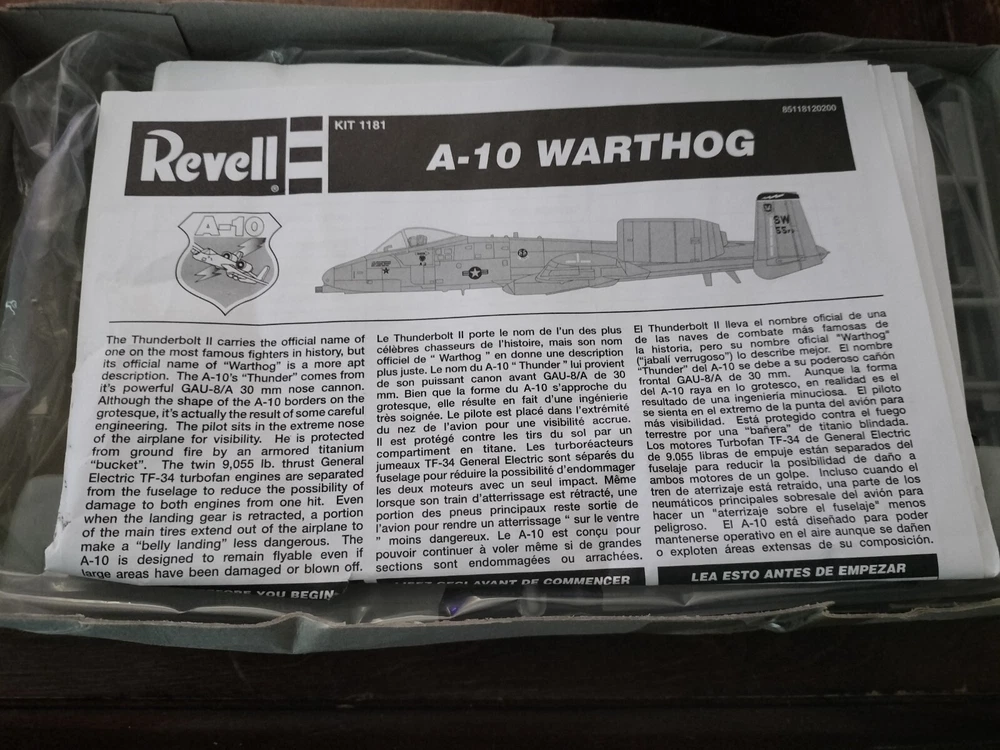 Revell
®
KIT 1181
85118120200
A-10 WARTHOG
A-10
SW
The Thunderbolt II carries the official name of
one on the most famous fighters in history, but
its official name of "Warthog" is a more apt
description. The A-10's "Thunder" comes from
it's powerful GAU-8/A 30 mm nose cannon.
Although the shape of the A-10 borders on the
grotesque, it's actually the result of some careful
engineering. The pilot sits in the extreme nose
of the airplane for visibility. He is protected
from ground fire by an armored titanium
"bucket". The twin 9,055 lb. thrust General
Electric TF-34 turbofan engines are separated
from the fuselage to reduce the possibility of
damage to both engines from one hit. Even
when the landing gear is retracted, a portion
of the main tires extend out of the airplane to
make a "belly landing" less dangerous. The
A-10 is designed to remain flyable even if
large areas have been damaged or blown off.
YOU BEGIN
Le Thunderbolt II porte le nom de l'un des plus
célèbres chasseurs de l'histoire, mais son nom
officiel de " Warthog " en donne une description
plus juste. Le nom du A-10 " Thunder " lui provient
de son puissant canon avant GAU-8/A de 30
mm. Bien que la forme du A-10 s'approche du
grotesque, elle résulte en fait d'une ingénierie
très soignée. Le pilote est placé dans l'extrémité
du nez de l'avion pour une visibilité accrue.
Il est protégé contre les tirs du sol par un
compartiment en titane. Les turboréacteurs
jumeaux TF-34 General Electric sont séparés du
fuselage pour réduire la possibilité d'endommager
les deux moteurs avec un seul impact. Même
lorsque son train d'atterrissage est rétracté, une
portion des pneus principaux reste sortie de
l'avion pour rendre un atterrissage " sur le ventre
" moins dangereux. Le A-10 est conçu pour
pouvoir continuer à voler même si de grandes
sections sont endommagées ou arrachées.
AVANT DE COMMENCER
El Thunderbolt II lleva el nombre oficial de una
de las naves de combate más famosas de
la historia, pero su nombre oficial "Warthog"
("jabalí verrugoso") lo describe mejor. El nombre
"Thunder" del A-10 se debe a su poderoso cañón
frontal GAU-8/A de 30 mm. Aunque la forma
del A-10 raya en lo grotesco, en realidad es el
resultado de una ingeniería minuciosa. El piloto
se sienta en el extremo de la punta del avión para
más visibilidad. Está protegido contra el fuego
terrestre por una "bañera" de titanio blindada.
Los motores Turbofan TF-34 de General Electric
de 9.055 libras de empuje están separados del
fuselaje para reducir la posibilidad de daño a
ambos motores de un golpe. Incluso cuando el
tren de aterrizaje está retraído, una parte de los
neumáticos principales sobresale del avión para
hacer un "aterrizaje sobre el fuselaje" menos
peligroso. El A-10 está diseñado para poder
mantenerse operativo en el aire aunque se dañen
o exploten áreas extensas de su composición.
LEA ESTO ANTES DE EMPEZAR